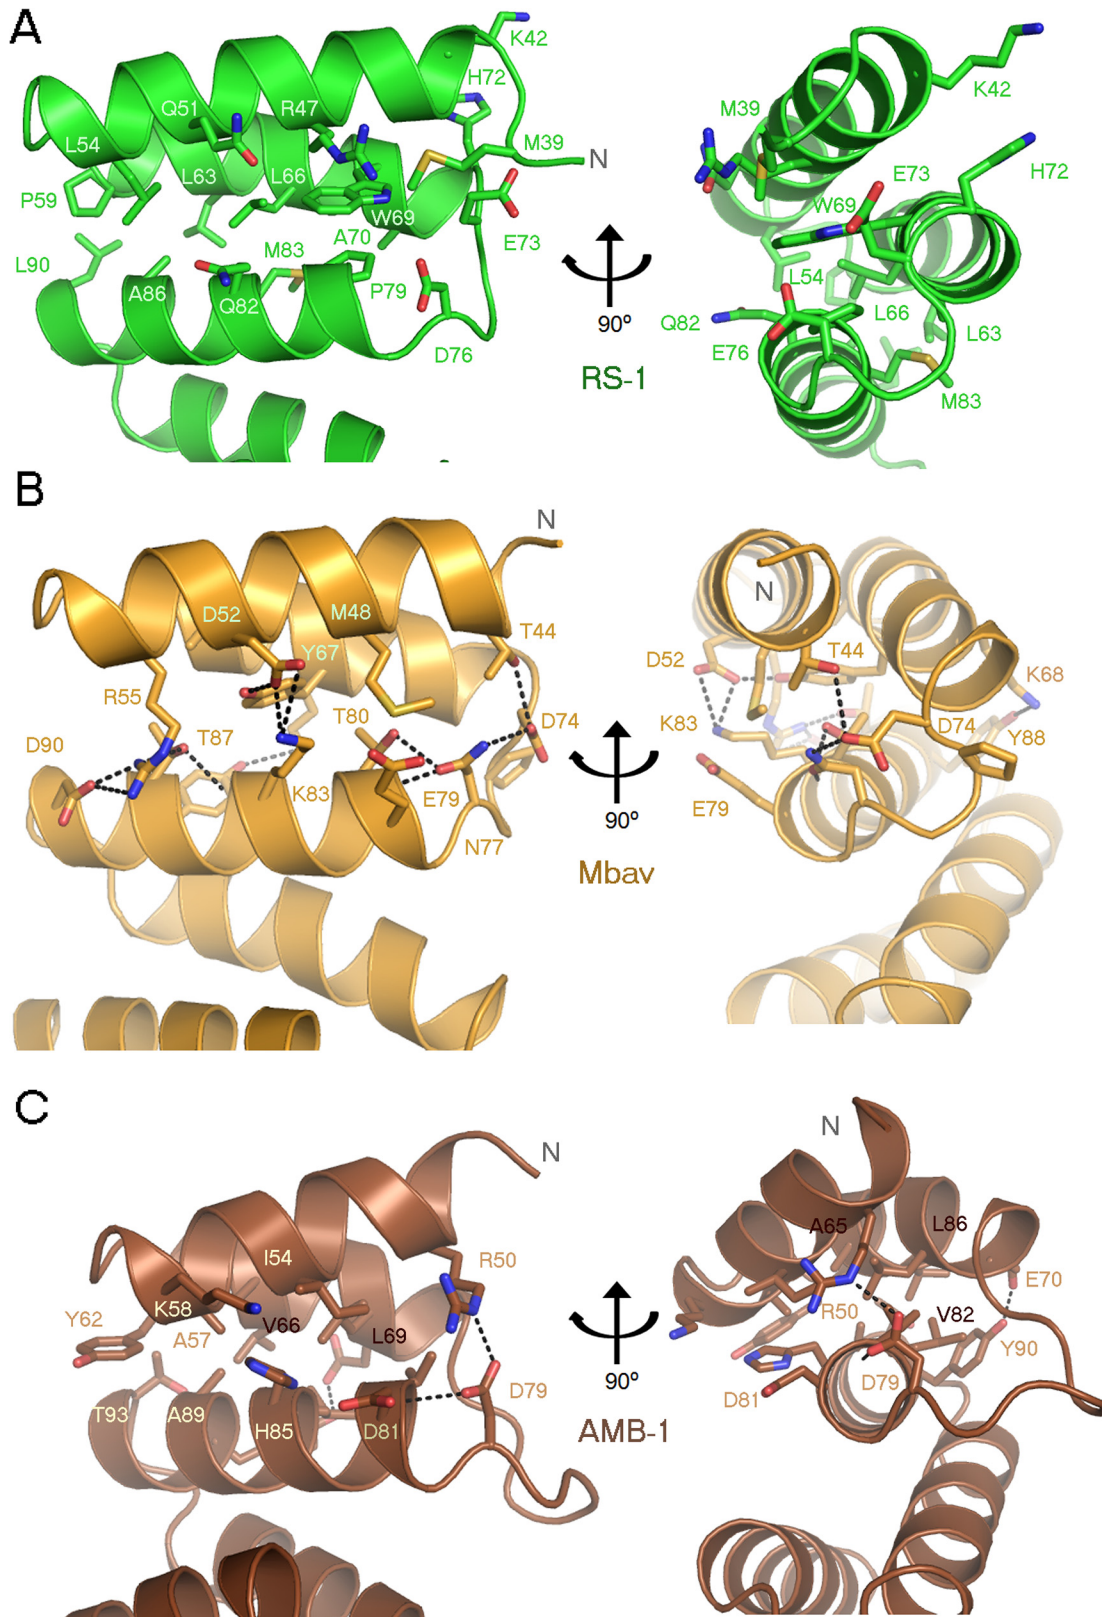 A
K42
H72
Q51
R47
L54
M39
N
L63
L66
P59
W69
A70
E73
M83
L90
A86
Q82
P79
D76
90º
RS-1
K42
M39
E73
H72
W69
L54
Q82
L66
L63
E76
M83
B
N
D52
M48
T44
Y67
R55
T80
D74
D90
T87
K83
E79
N77
90º
Mbav
N
D52
T44
K68
K83
D74
Y88
E79
C
N
I54
R50
K58
Y62
V66
A57
L69
D79
T93
A89
H85
D81
90º
AMB-1
N
A65
L86
E70
R50
V82
Y90
D79
D81